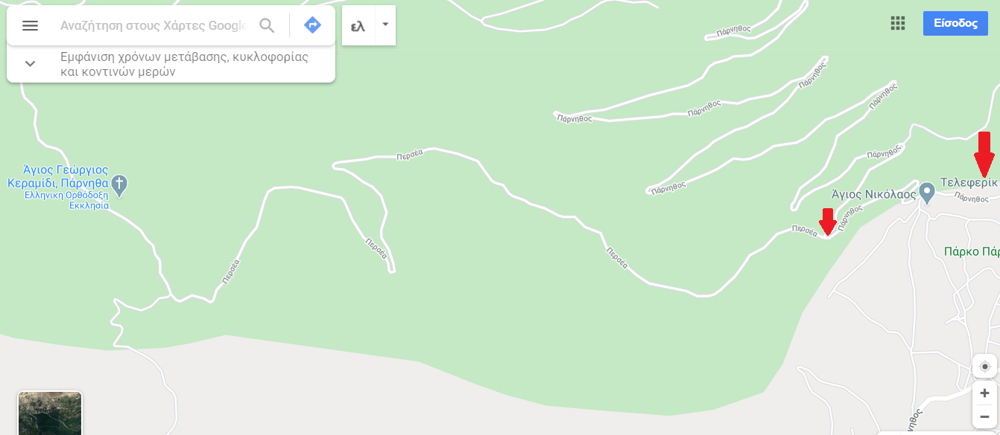 Αναζήτηση στους Χάρτες Google
ελ
Είσοδος
Εμφάνιση χρόνων μετάβασης, κυκλοφορίας
και κοντινών μερών
Πάρνηθος
Πάρνηθος
Πάρνηθος
Πάρνηθος
Πάρνηθος
Πάρνηθος
Πάρνηθος
Περσέα
Άγιος Γεώργιος
Κεραμίδι, Πάρνηθα
Ελληνική Ορθόδοξη
Εκκλησία
Τελεφερίκ
Άγιος Νικόλαος
Πάρνηθος
Πάρνηθος
Περσέα
Περσέα
Περσέα
Περσέα
Πάρκο Πάρ